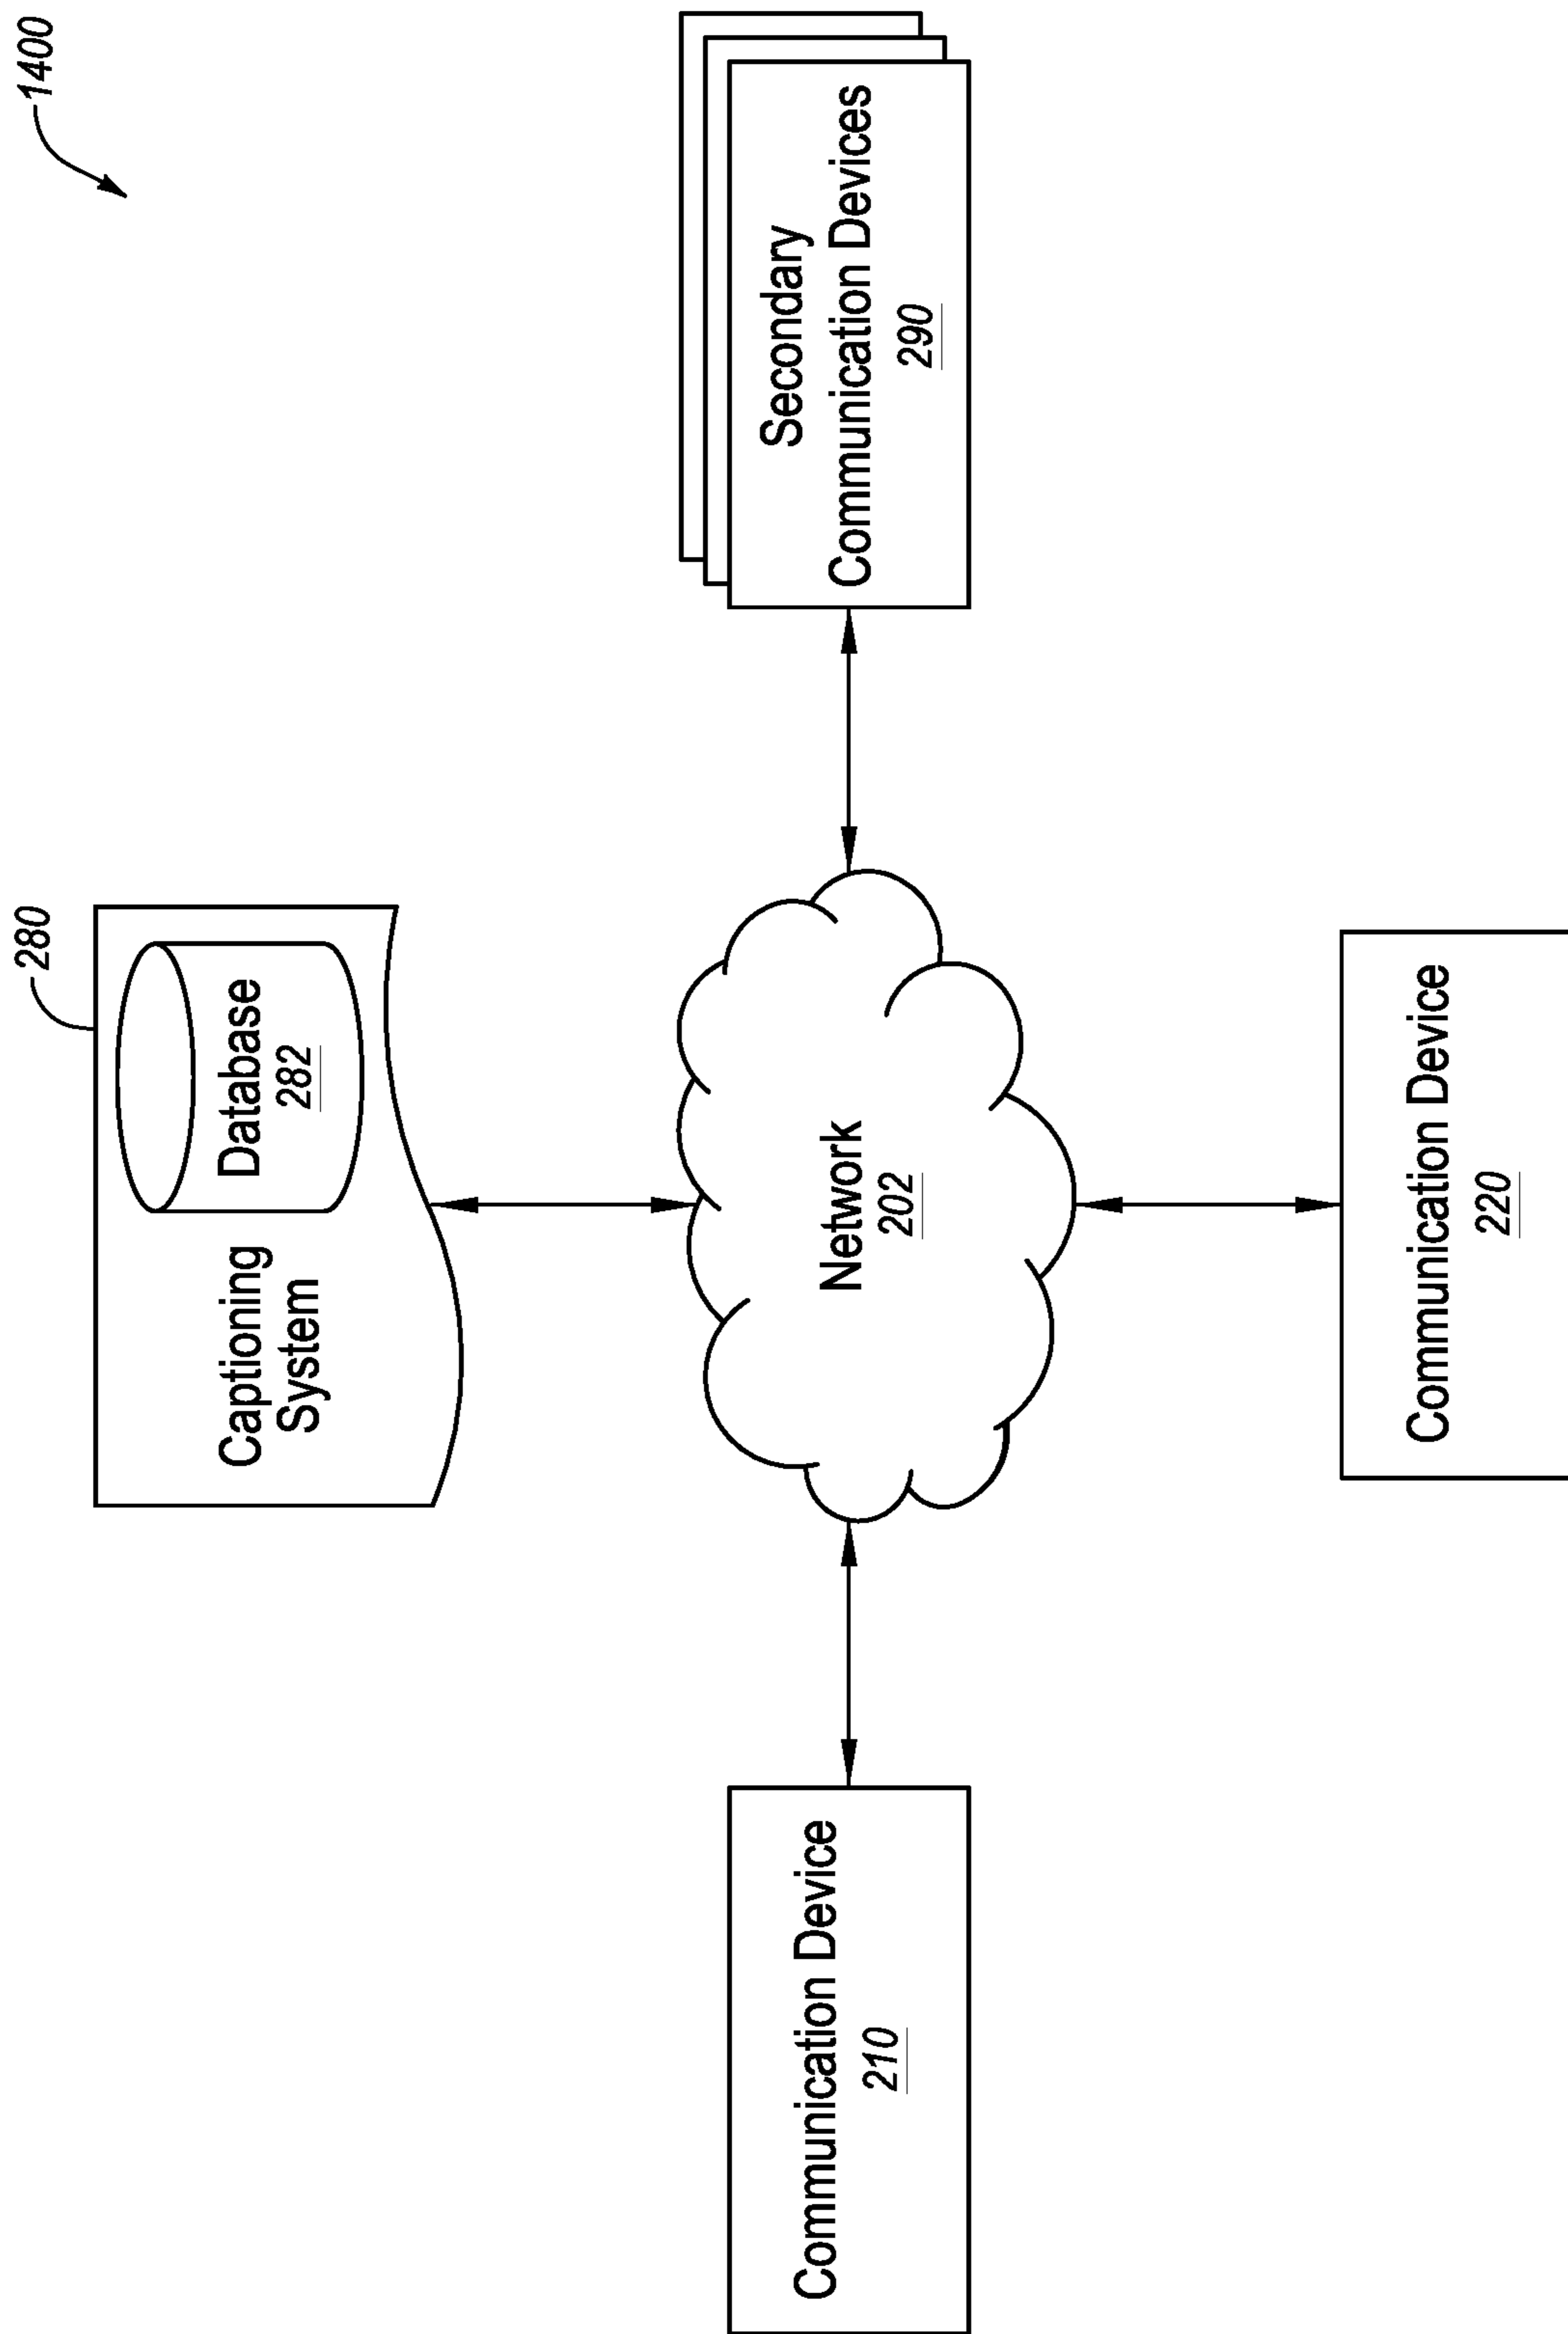 1400
280
Captioning
System
Database
282
Network
202
Communication Device
210
Secondary
Communication Devices
290
Communication Device
220